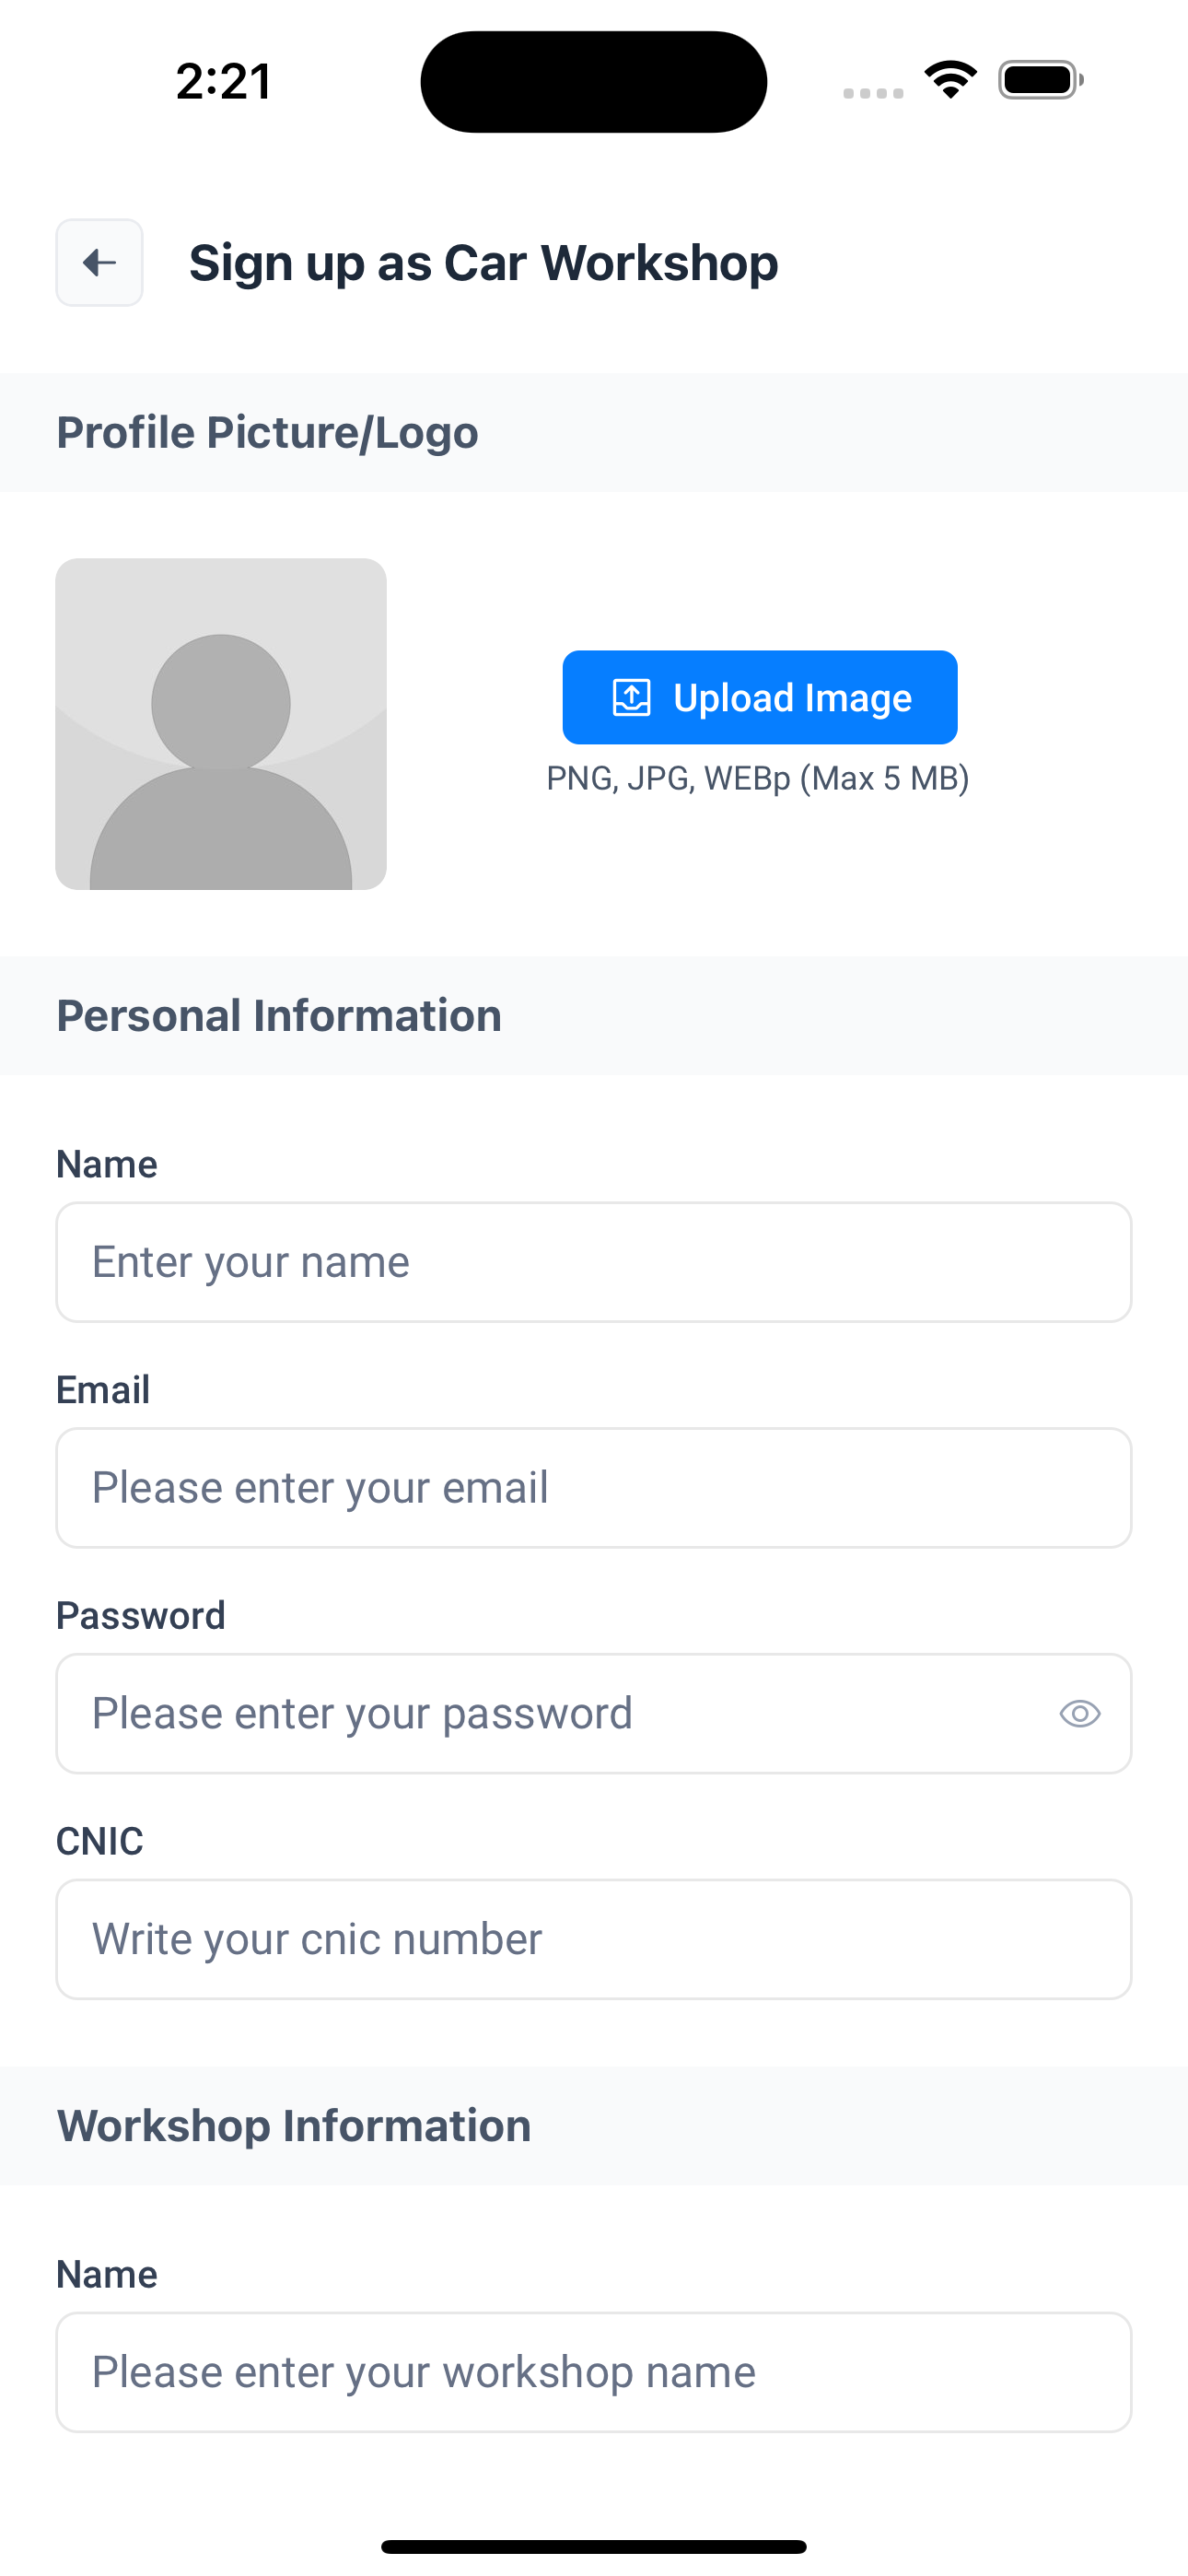 2:21
Sign up as Car Workshop
Profile Picture/Logo
Upload Image
PNG, JPG, WEBp (Max 5 MB)
Personal Information
Name
Enter your name
Email
Please enter your email
Password
Please enter your password
CNIC
Write your cnic number
Workshop Information
Name
Please enter your workshop name